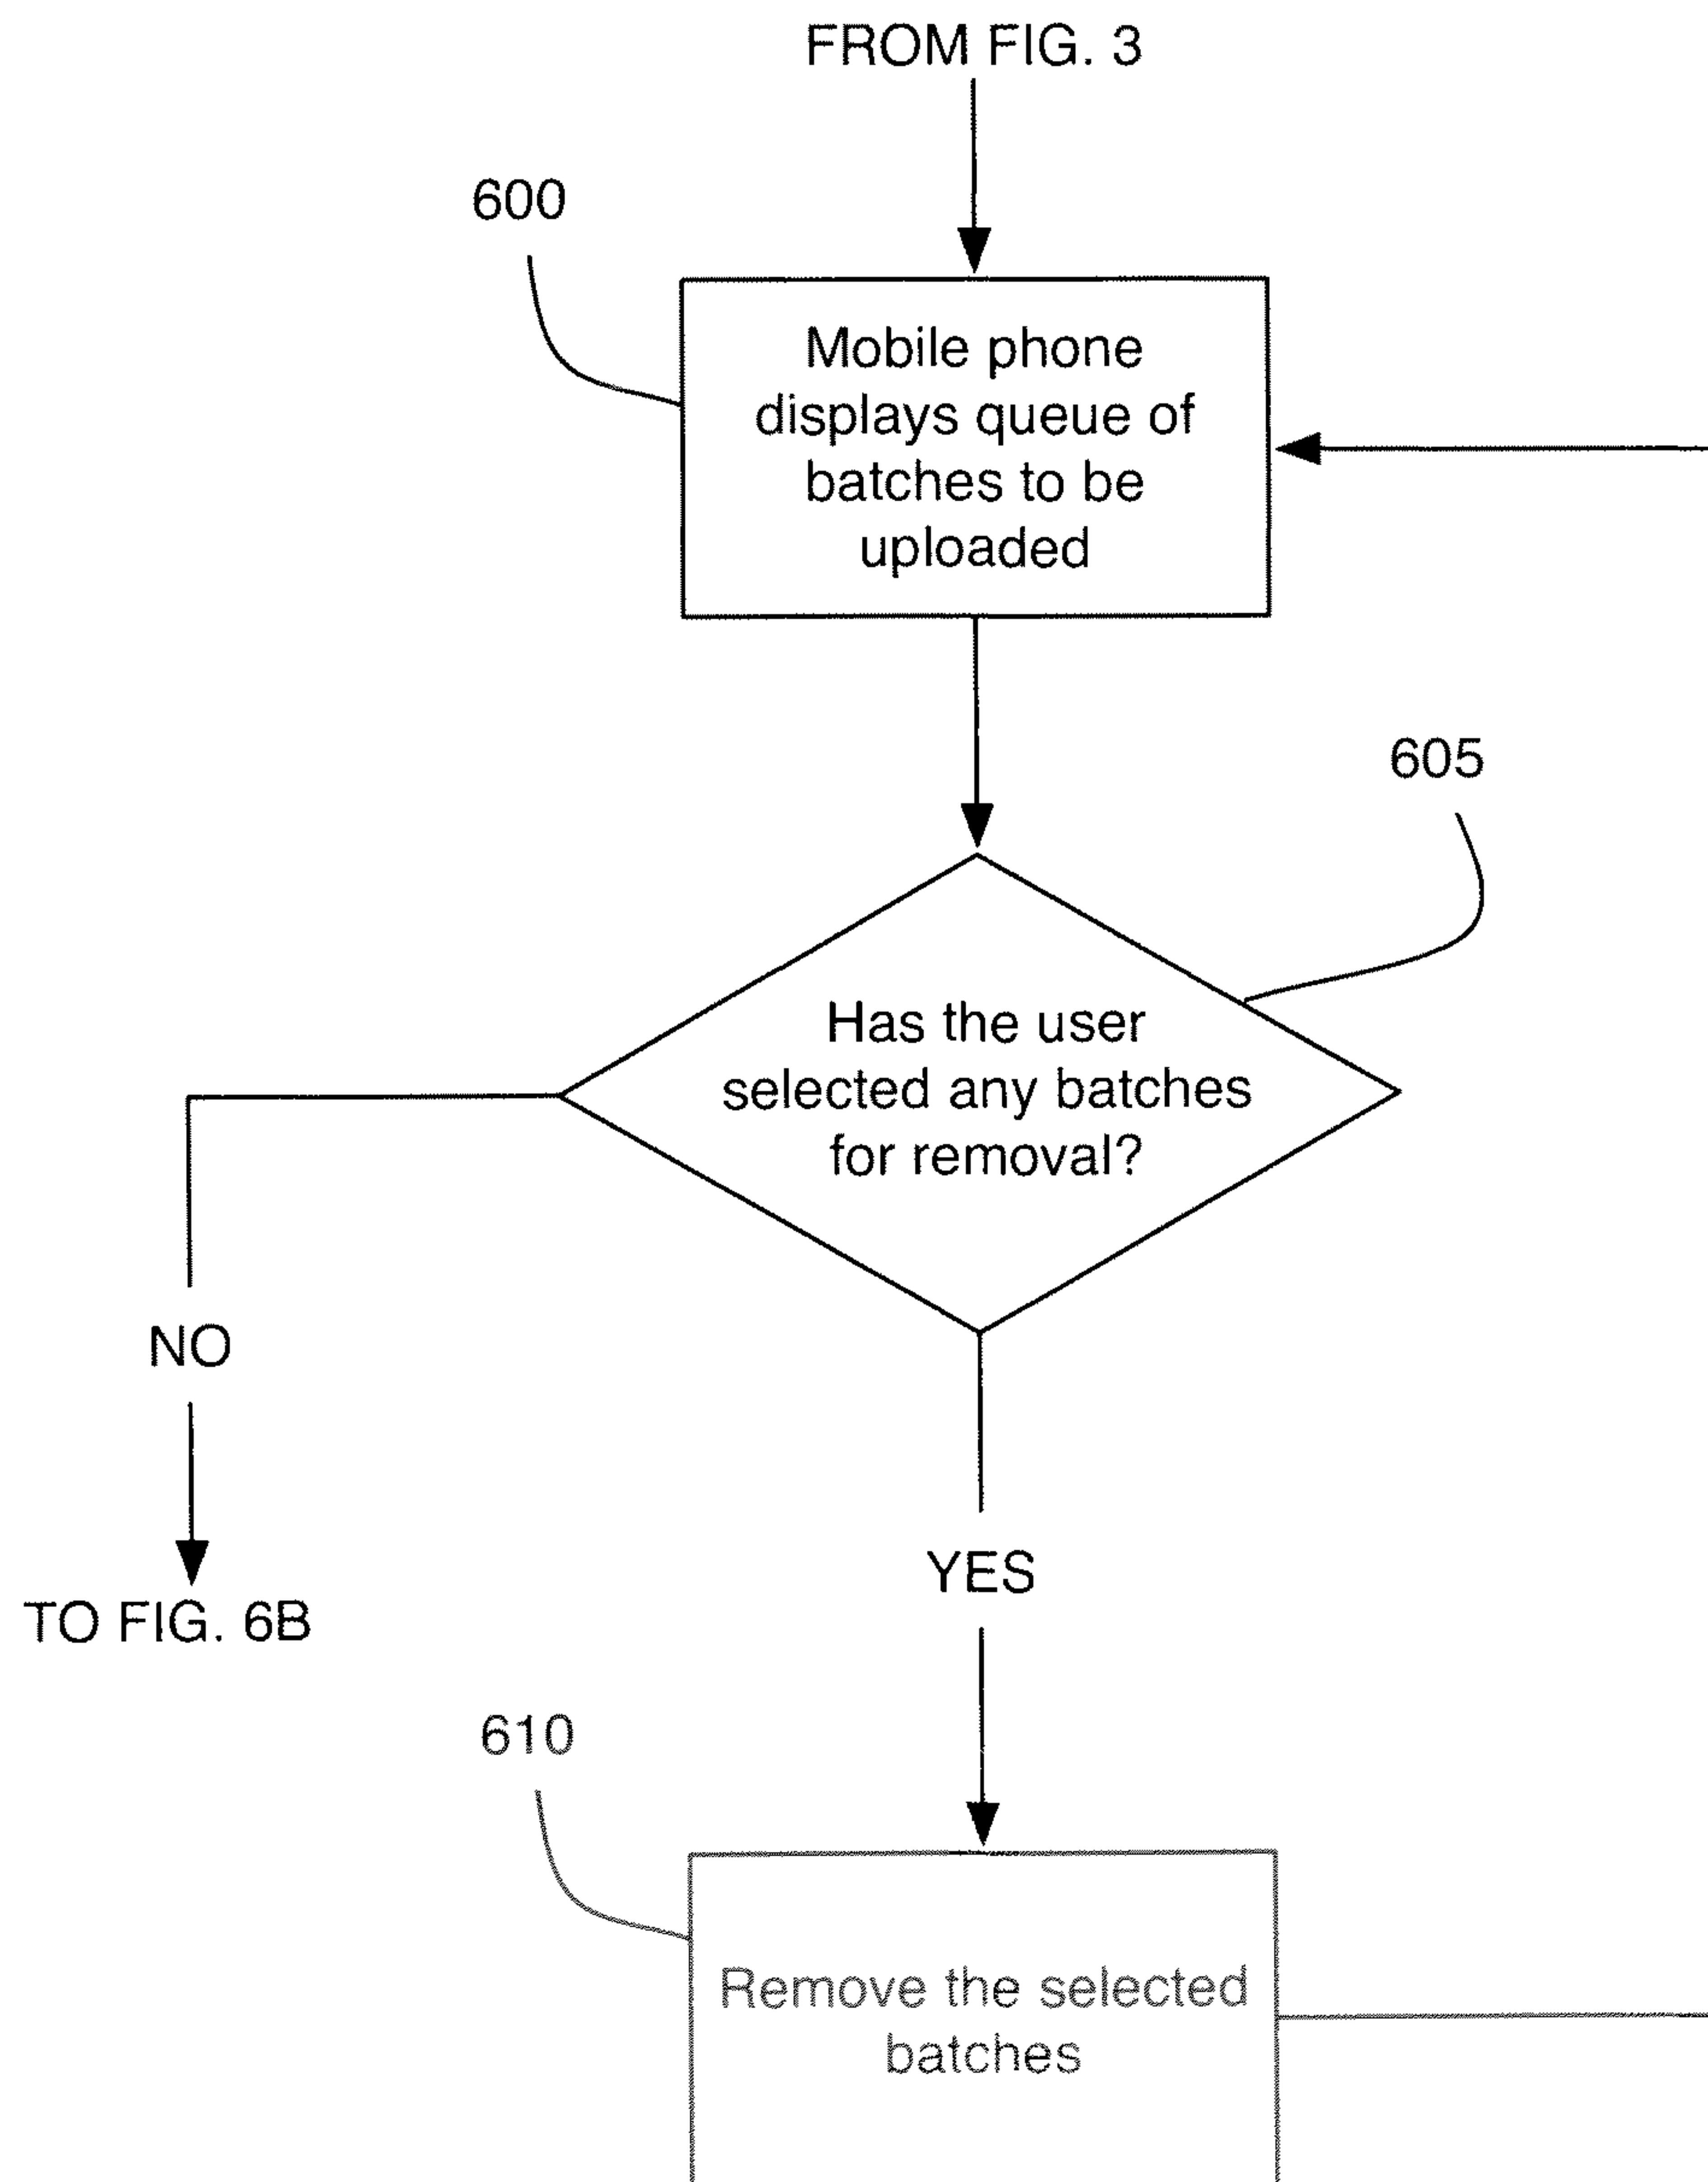 FROM FIG. 3
600
Mobile phone
displays queue of
batches to be
uploaded
605
Has the user
selected any batches
for removal?
NO
YES
TO FIG. 6B
610
Remove the selected
batches